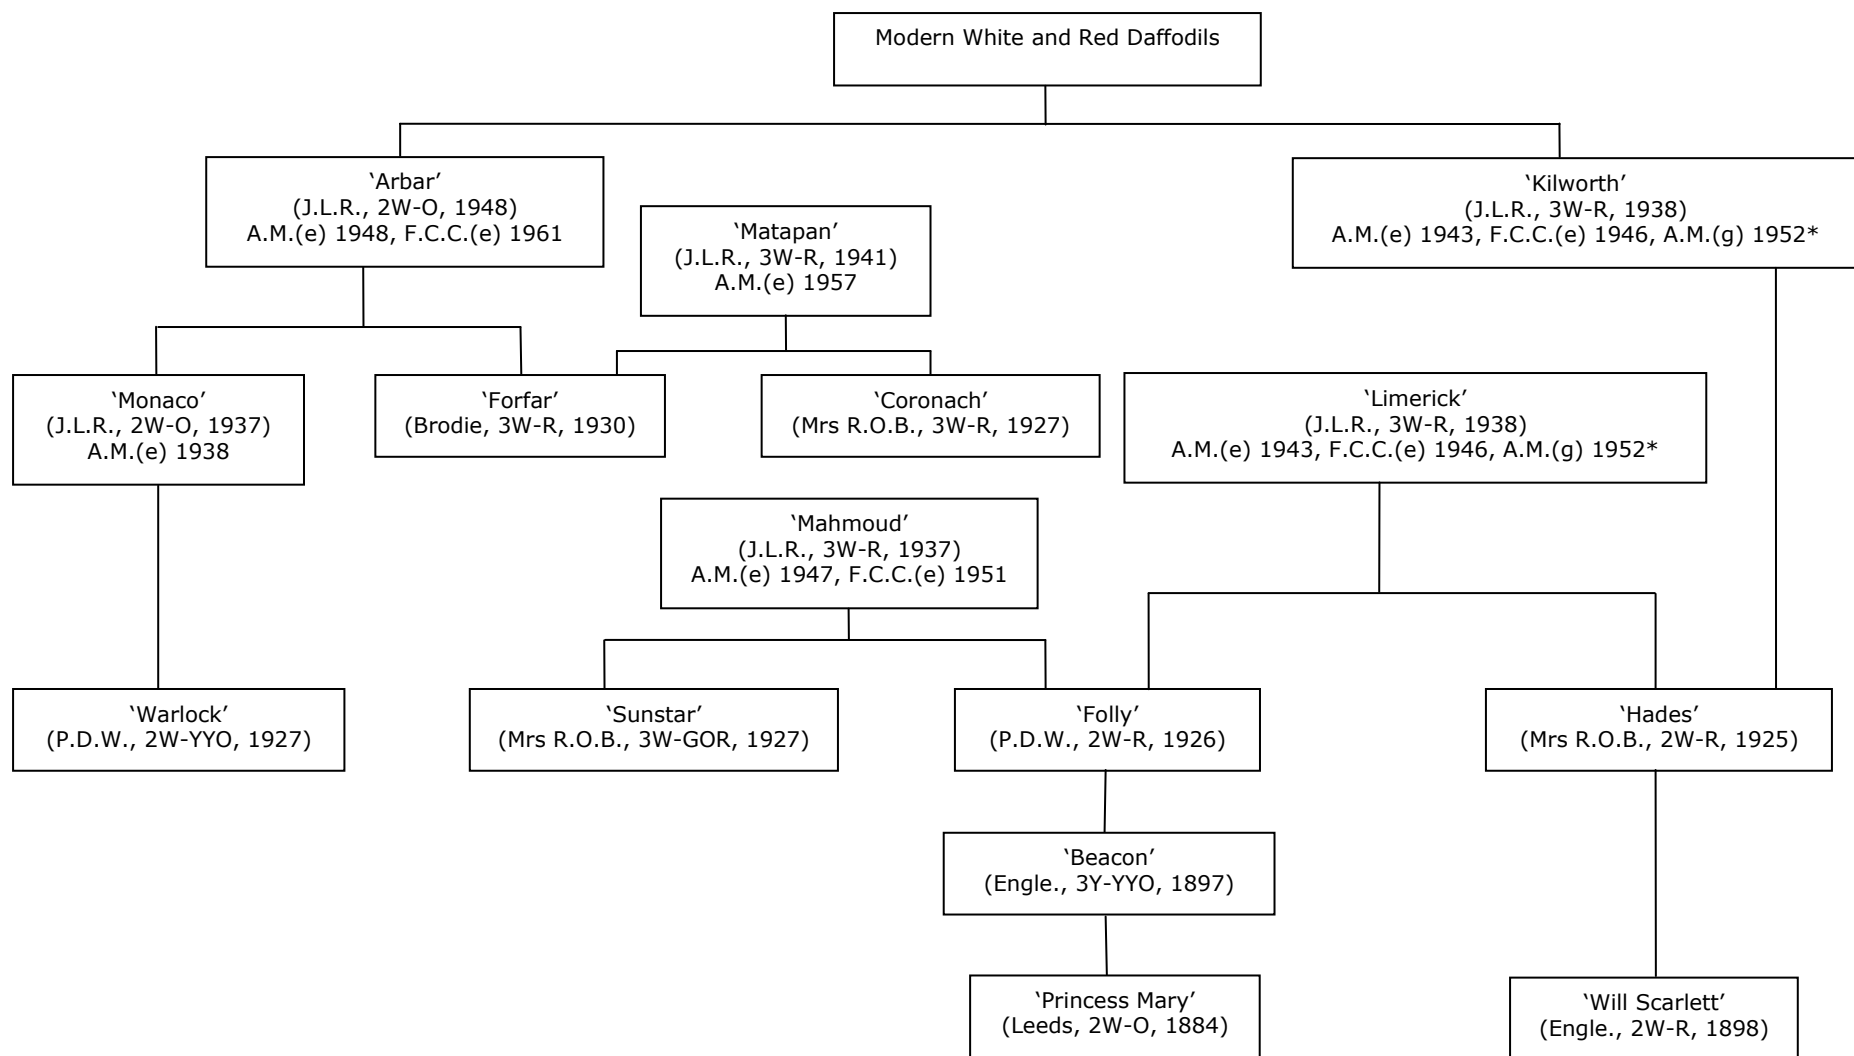 Modern White and Red Daffodils
‘Arbar’
(J.L.R., 2W-O, 1948)
A.M.(e) 1948, F.C.C.(e) 1961
‘Kilworth’
(J.L.R., 3W-R, 1938)
A.M.(e) 1943, F.C.C.(e) 1946, A.M.(g) 1952*
‘Matapan’
(J.L.R., 3W-R, 1941)
A.M.(e) 1957
‘Monaco’
(J.L.R., 2W-O, 1937)
A.M.(e) 1938
‘Forfar’
(Brodie, 3W-R, 1930)
‘Coronach’
(Mrs R.O.B., 3W-R, 1927)
‘Limerick’
(J.L.R., 3W-R, 1938)
A.M.(e) 1943, F.C.C.(e) 1946, A.M.(g) 1952*
‘Mahmoud’
(J.L.R., 3W-R, 1937)
A.M.(e) 1947, F.C.C.(e) 1951
‘Warlock’
(P.D.W., 2W-YYO, 1927)
‘Sunstar’
(Mrs R.O.B., 3W-GOR, 1927)
‘Folly’
(P.D.W., 2W-R, 1926)
‘Hades’
(Mrs R.O.B., 2W-R, 1925)
‘Beacon’
(Engle., 3Y-YYO, 1897)
‘Princess Mary’
(Leeds, 2W-O, 1884)
‘Will Scarlett’
(Engle., 2W-R, 1898)